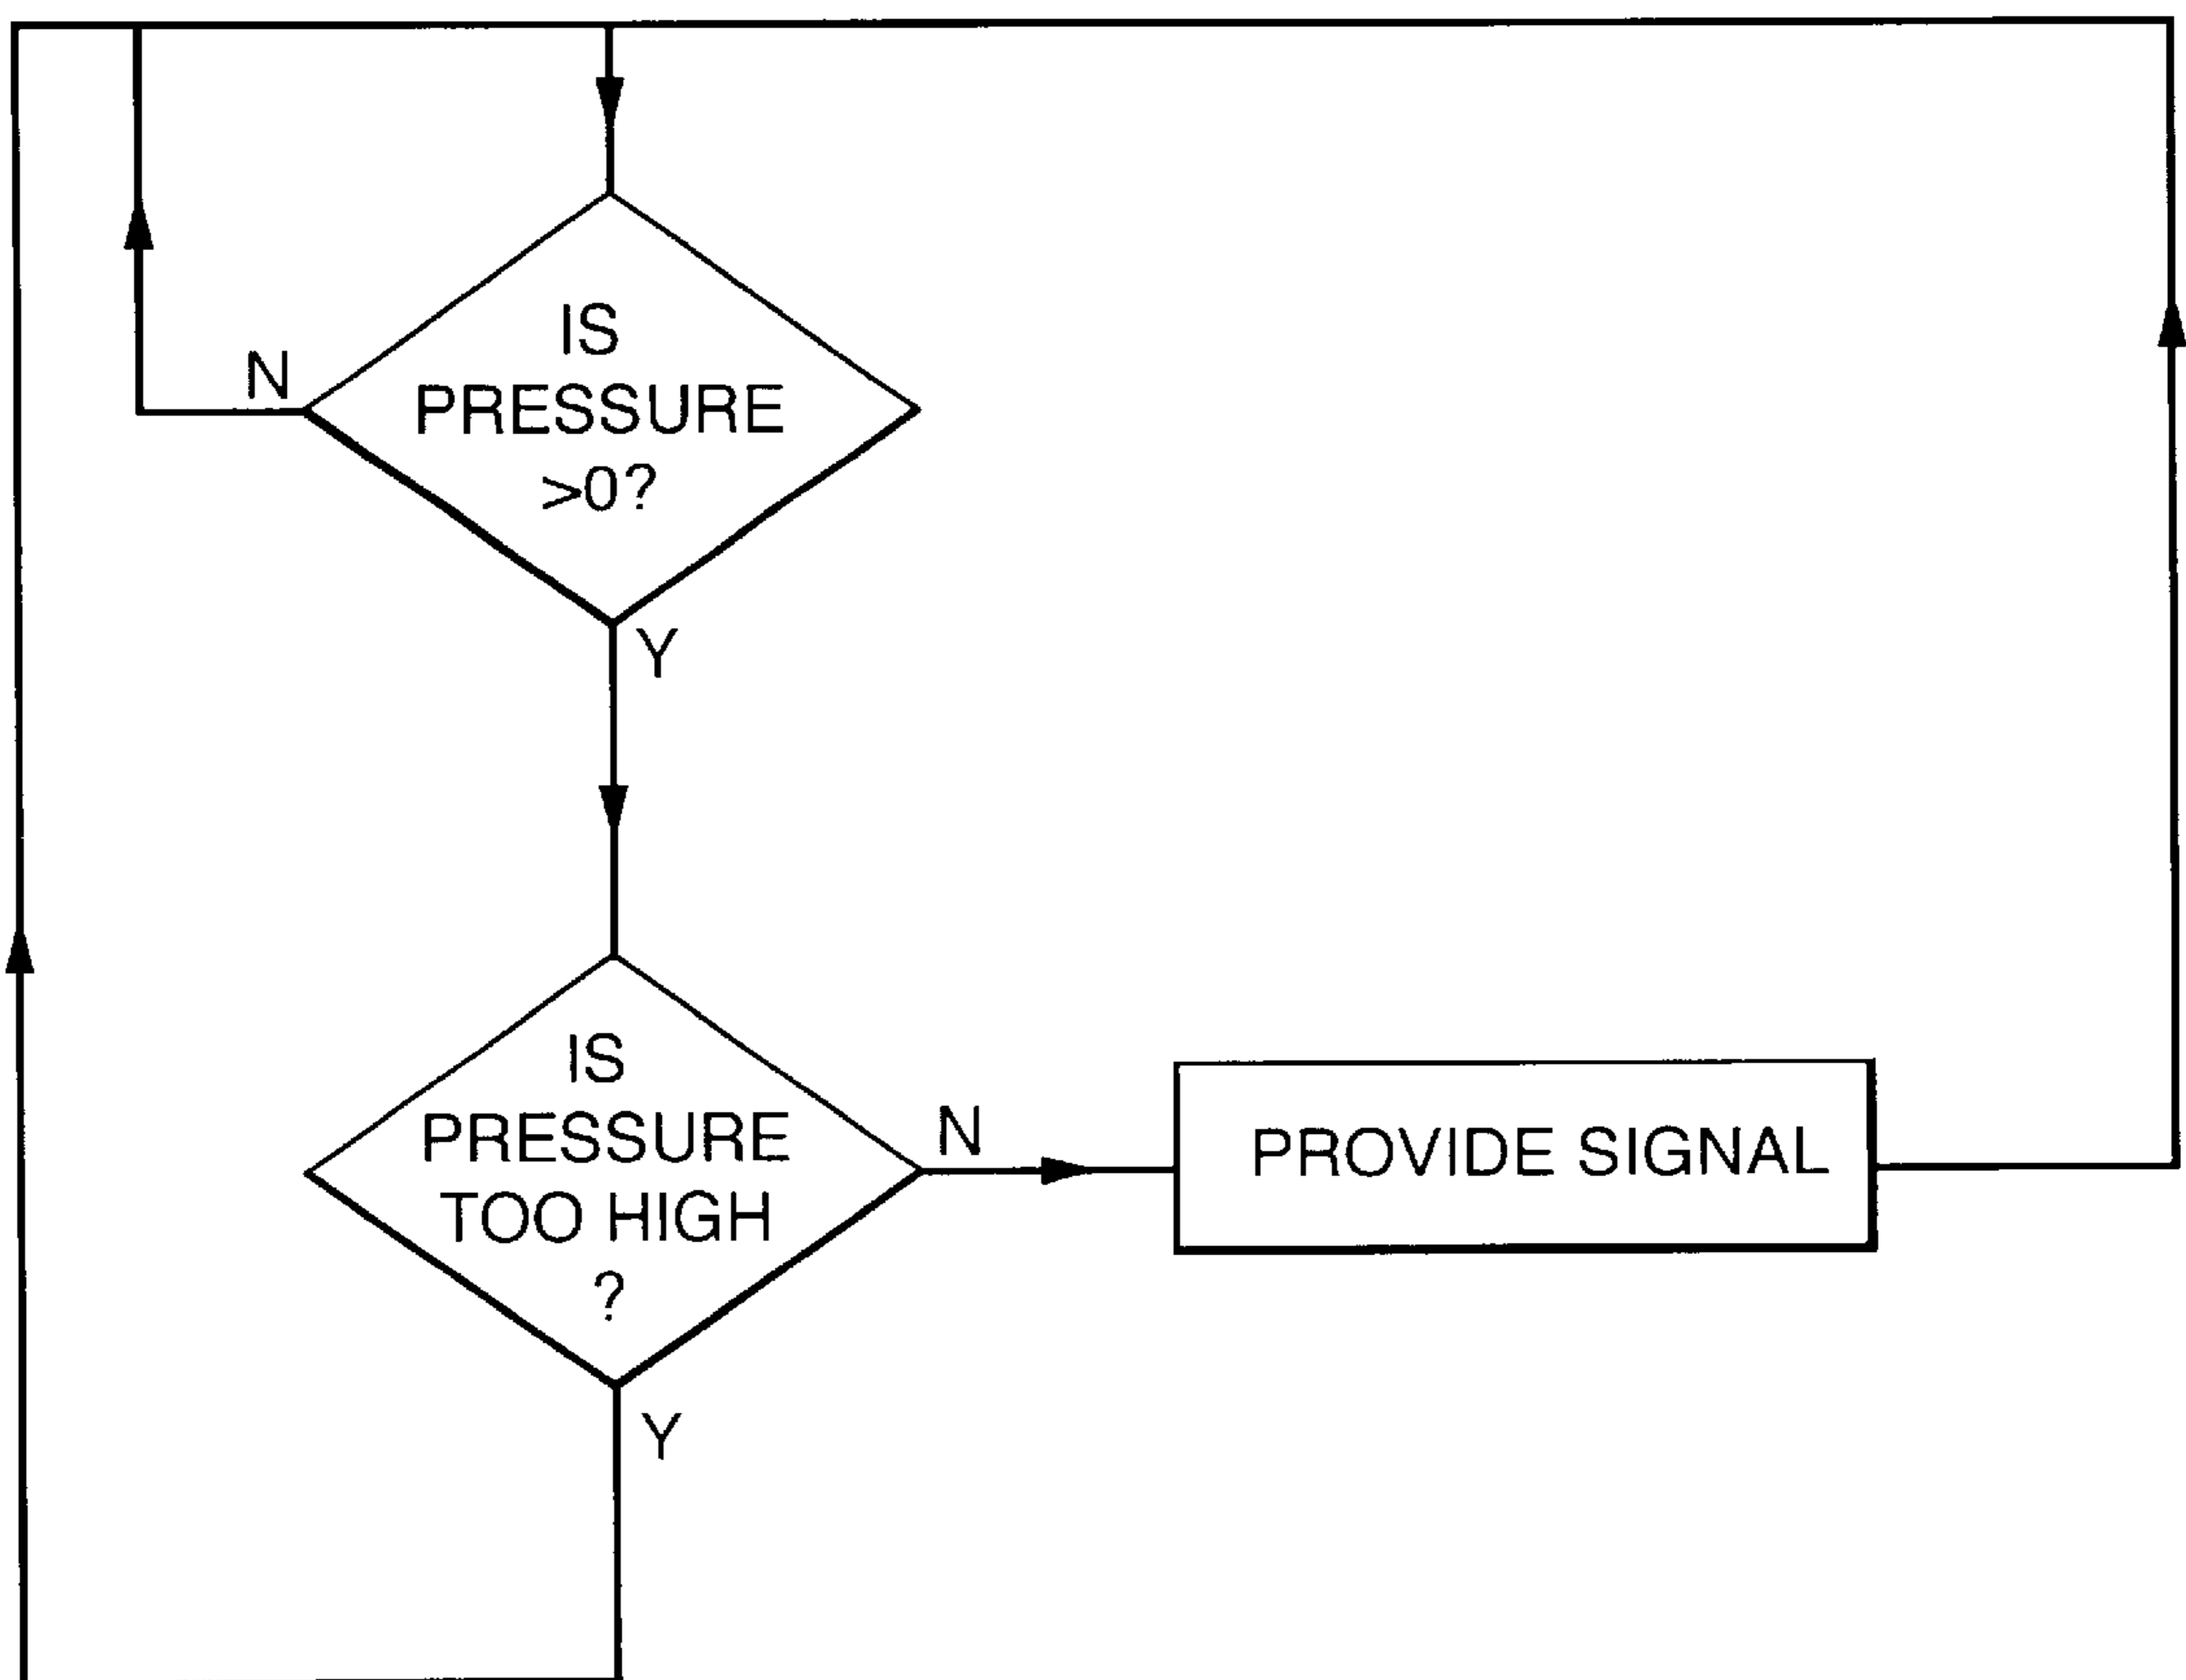 IS
PRESSURE
>0?
N
Y
IS
PRESSURE
TOO HIGH
?
N
PROVIDE SIGNAL
Y